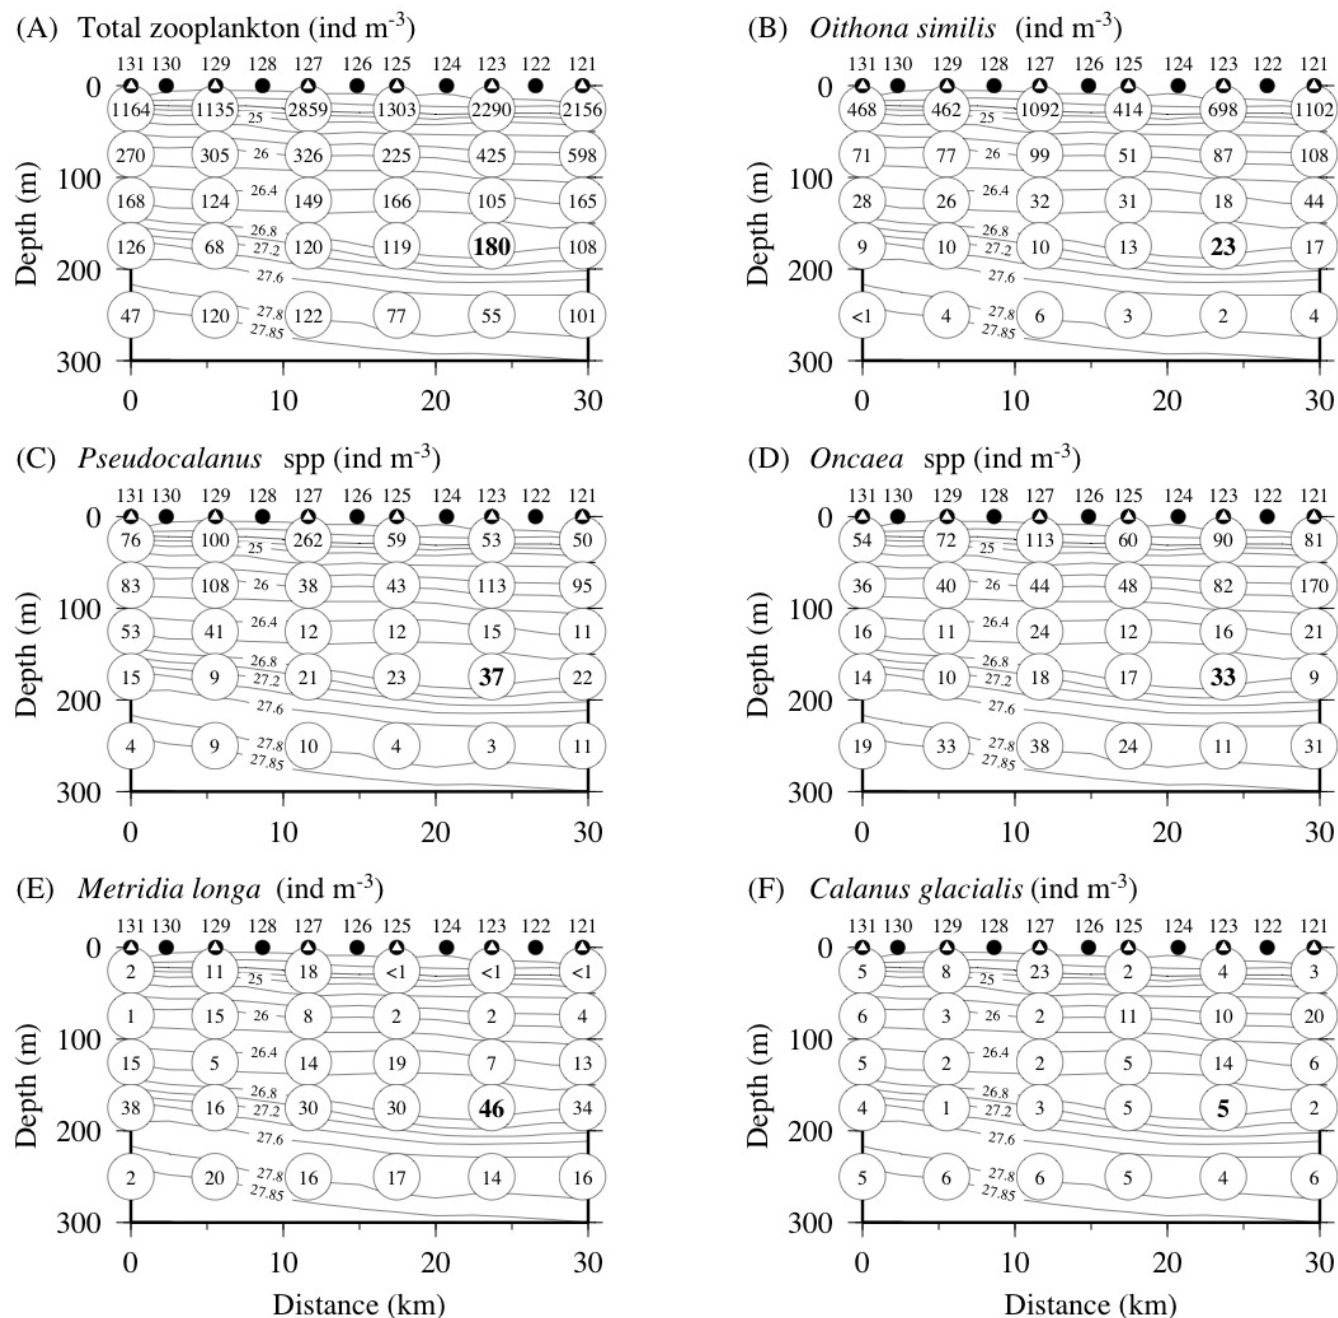 (A) Total zooplankton (ind m⁻³)
131 130 129 128 127 126 125 124 123 122 121
0
1164 1135 2859 1303 2290 2156
25
270 305 26 326 225 425 598
100
168 124 26.4 149 166 105 165
26.8
126 68 27.2 120 119 180 108
200
27.6
47 120 27.8 122 77 55 101
27.85
300
0 10 20 30
Depth (m)
(B) Oithona similis (ind m⁻³)
131 130 129 128 127 126 125 124 123 122 121
0
468 462 1092 414 698 1102
25
71 77 26 99 51 87 108
100
28 26 26.4 32 31 18 44
26.8
9 10 27.2 10 13 23 17
200
27.6
<1 4 27.8 6 3 2 4
27.85
300
0 10 20 30
Depth (m)
(C) Pseudocalanus spp (ind m⁻³)
131 130 129 128 127 126 125 124 123 122 121
0
76 100 262 59 53 50
25
83 108 26 38 43 113 95
100
53 41 26.4 12 12 15 11
26.8
15 9 27.2 21 23 37 22
200
27.6
4 9 27.8 10 4 3 11
27.85
300
0 10 20 30
Depth (m)
(D) Oncaea spp (ind m⁻³)
131 130 129 128 127 126 125 124 123 122 121
0
54 72 113 60 90 81
25
36 40 26 44 48 82 170
100
16 11 26.4 24 12 16 21
26.8
14 10 27.2 18 17 33 9
200
27.6
19 33 27.8 38 24 11 31
27.85
300
0 10 20 30
Depth (m)
(E) Metridia longa (ind m⁻³)
131 130 129 128 127 126 125 124 123 122 121
0
2 11 18 <1 <1 <1
25
1 15 26 8 2 2 4
100
15 5 26.4 14 19 7 13
26.8
38 16 27.2 30 30 46 34
200
27.6
2 20 27.8 16 17 14 16
27.85
300
0 10 20 30
Depth (m)
Distance (km)
(F) Calanus glacialis (ind m⁻³)
131 130 129 128 127 126 125 124 123 122 121
0
5 8 23 2 4 3
25
6 3 26 2 11 10 20
100
5 2 26.4 2 5 14 6
26.8
4 1 27.2 3 5 5 2
200
27.6
5 6 27.8 6 5 4 6
27.85
300
0 10 20 30
Depth (m)
Distance (km)